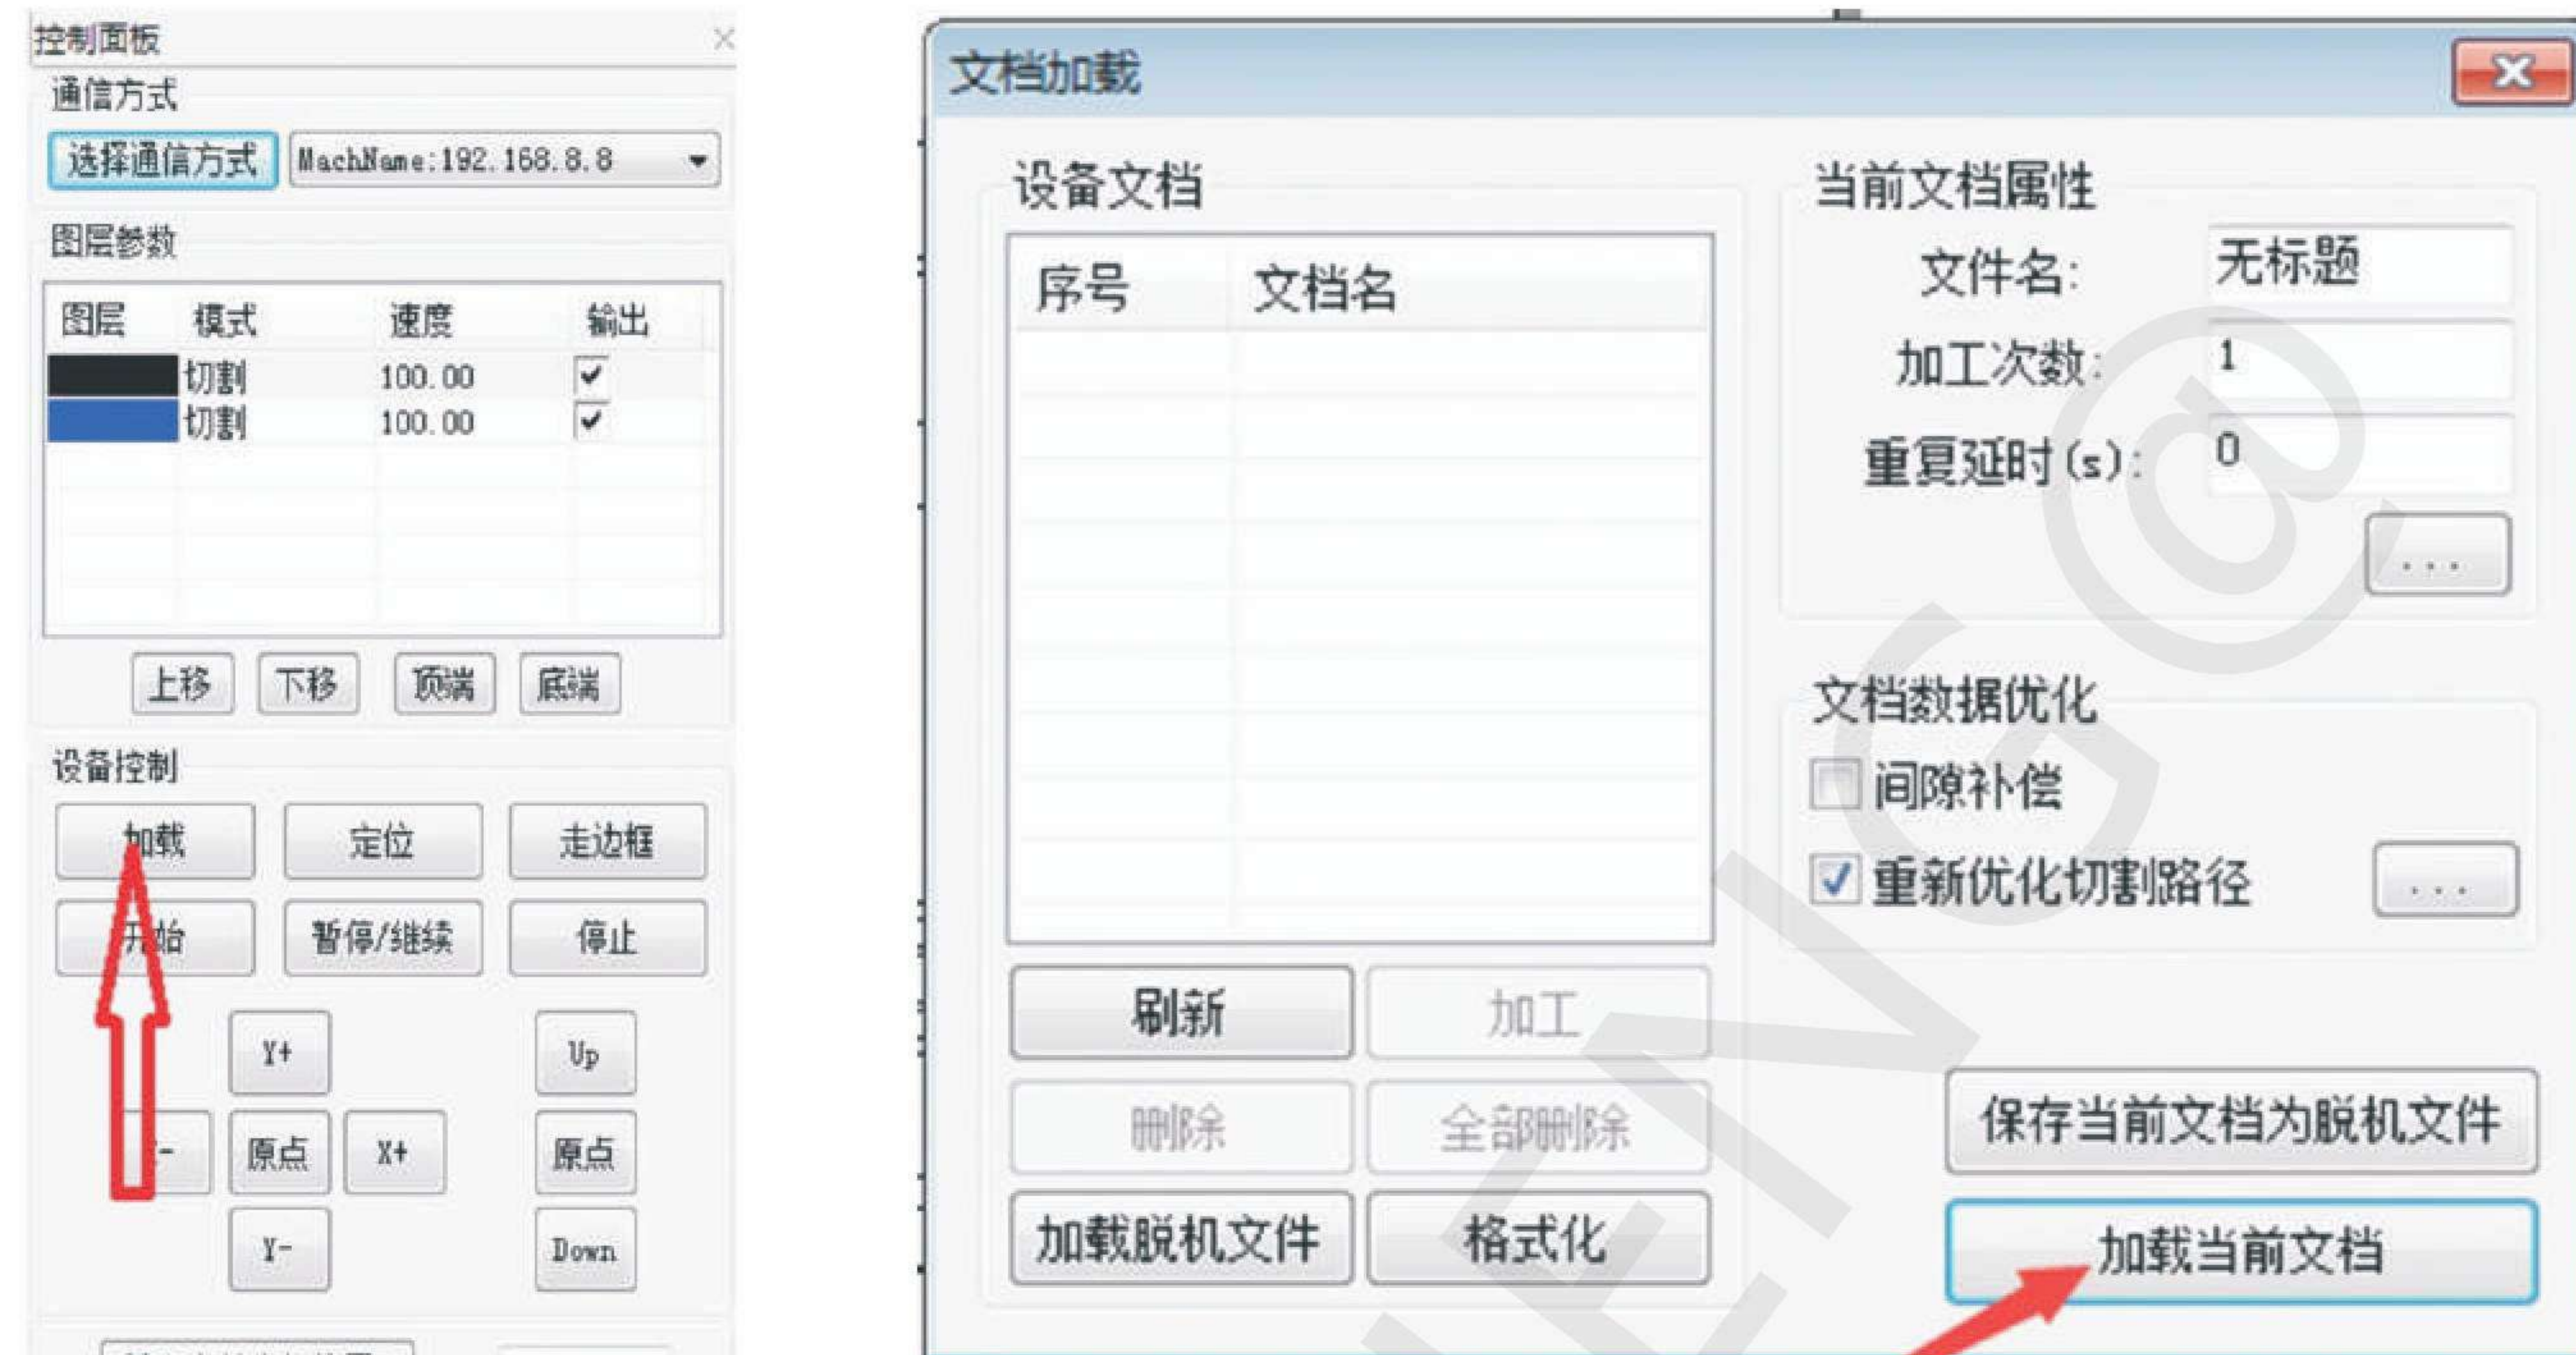 控制面板
通信方式
选择通信方式 MachName:192.168.8.8
图层参数
图层 模式 速度 输出
切割 100.00
切割 100.00
上移 下移 顶端 底端
设备控制
加载 定位 走边框
开始 暂停/继续 停止
Y+ Up
- 原点 X+ 原点
Y- Down
文档加载
设备文档
序号 文档名
刷新 加工
删除 全部删除
加载脱机文件 格式化
当前文档属性
文件名: 无标题
加工次数: 1
重复延时(s): 0
...
文档数据优化
间隙补偿
重新优化切割路径 ...
保存当前文档为脱机文件
加载当前文档
ENG@